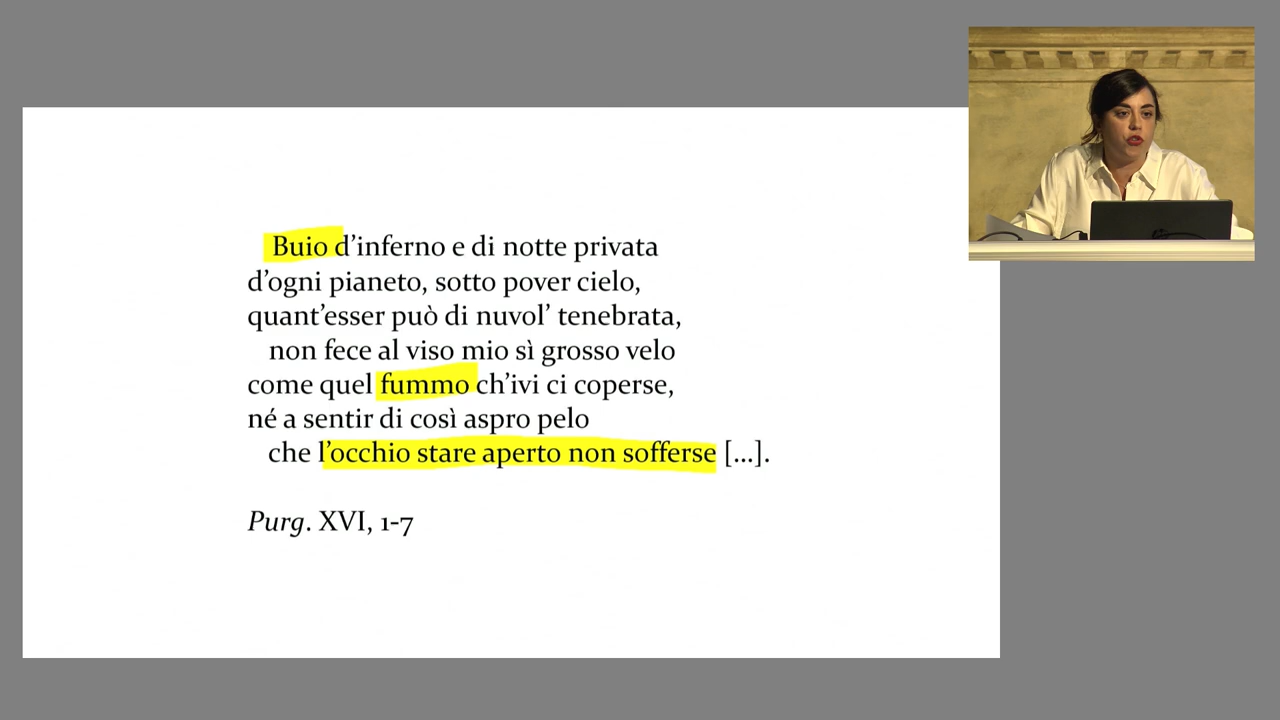 Buio d’inferno e di notte privata
d’ogni pianeto, sotto pover cielo,
quant’esser può di nuvol’ tenebrata,
non fece al viso mio sì grosso velo
come quel fummo ch’ivi ci coperse,
né a sentir di così aspro pelo
che l’occhio stare aperto non sofferse [...].
Purg. XVI, 1-7